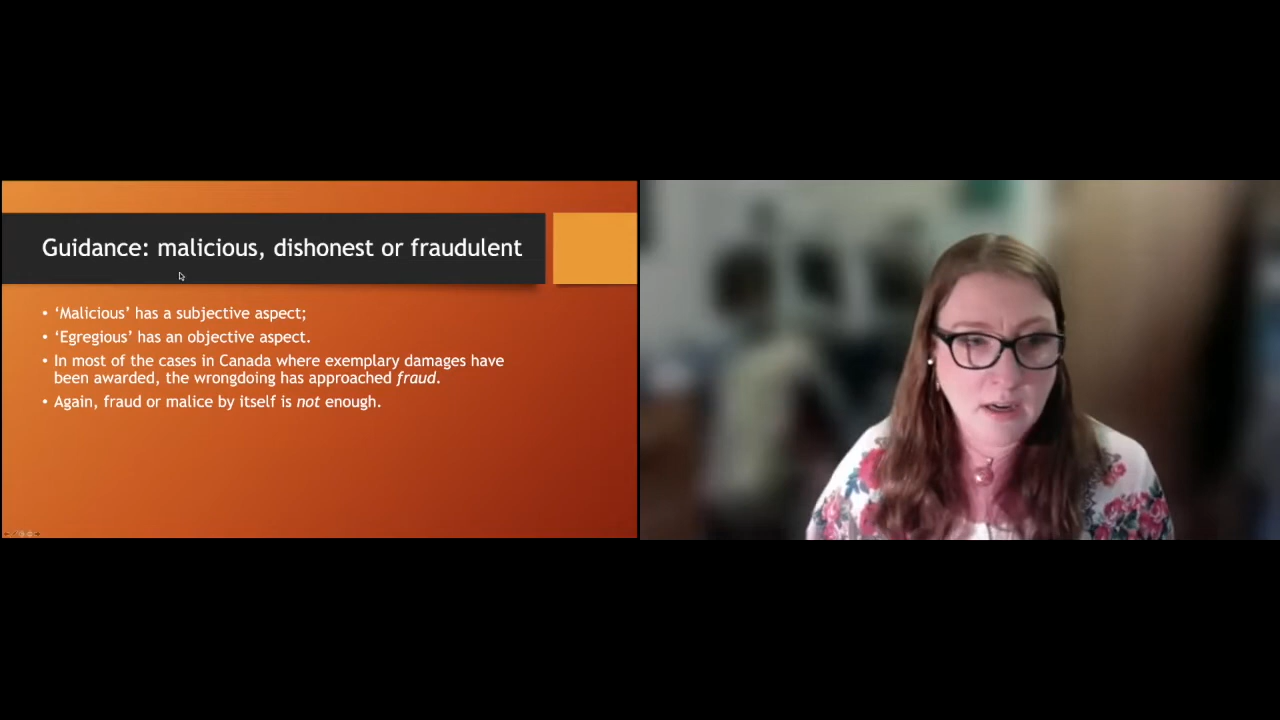 Guidance: malicious, dishonest or fraudulent
• ‘Malicious’ has a subjective aspect;
• ‘Egregious’ has an objective aspect.
• In most of the cases in Canada where exemplary damages have
been awarded, the wrongdoing has approached fraud.
• Again, fraud or malice by itself is not enough.